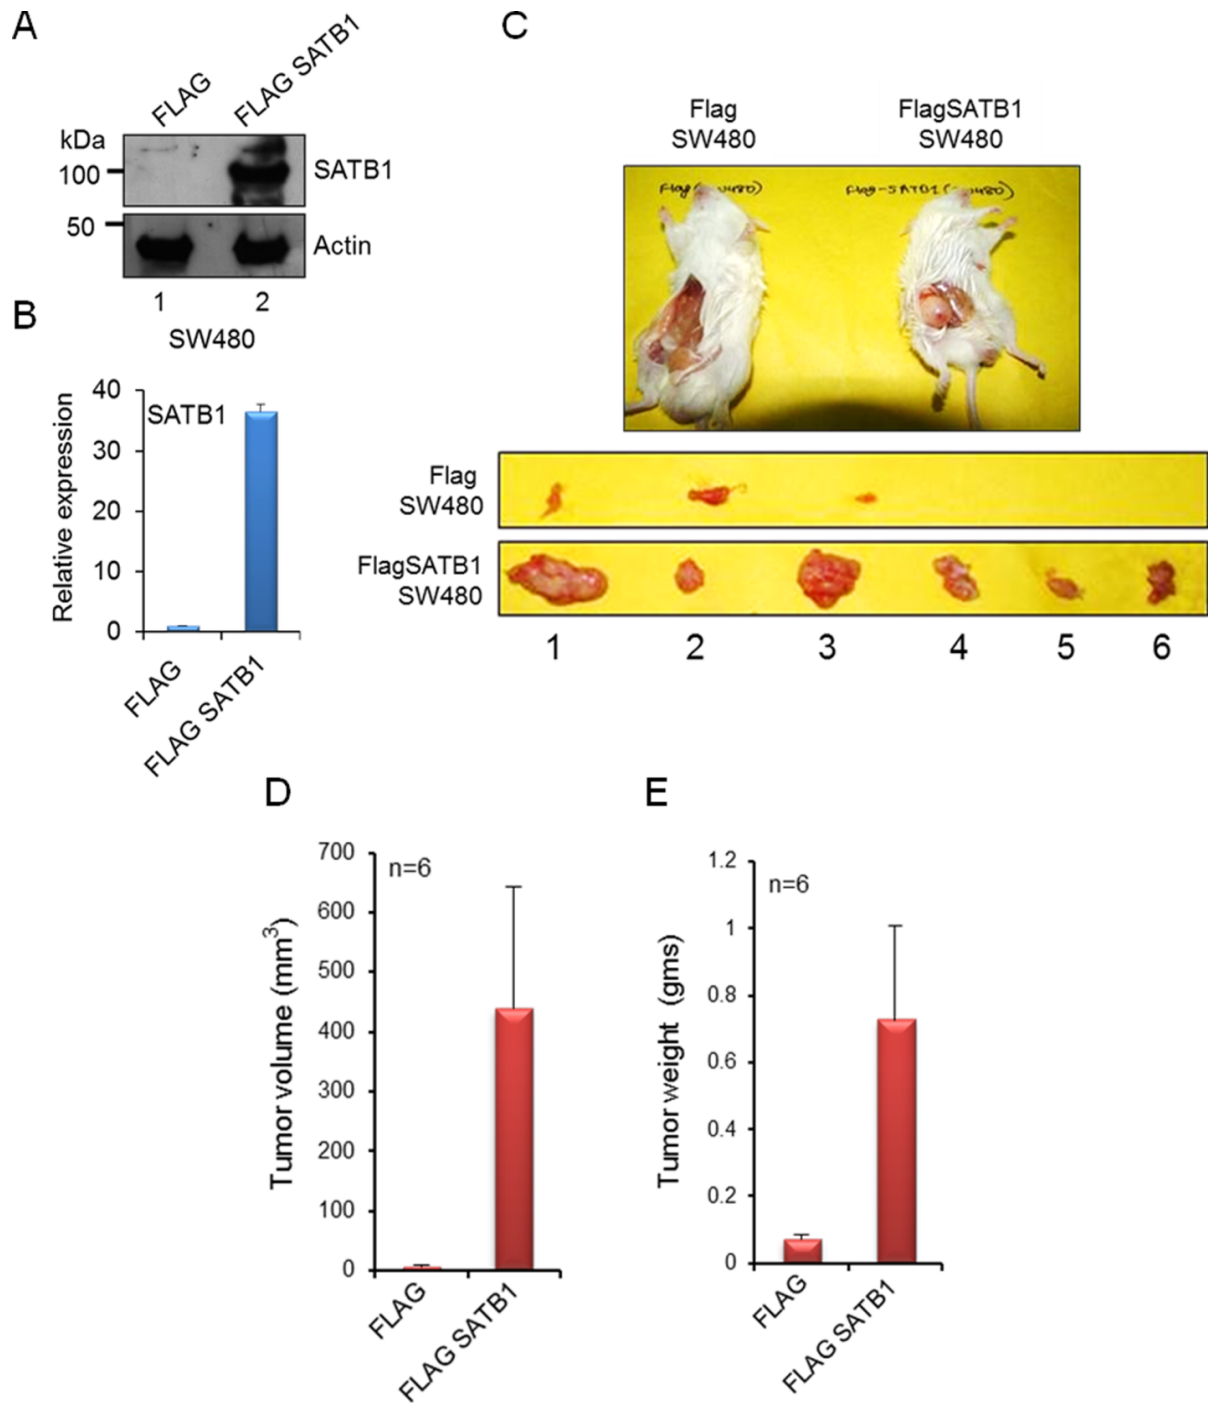 A
FLAG
FLAG SATB1
kDa
100
SATB1
50
Actin
1
2
SW480
B
40
30
20
10
0
SATB1
Relative expression
FLAG
FLAG SATB1
C
Flag
SW480
FlagSATB1
SW480
Flag
SW480
FlagSATB1
SW480
1
2
3
4
5
6
D
700
600
500
400
300
200
100
0
n=6
Tumor volume (mm³)
FLAG
FLAG SATB1
E
1.2
1
0.8
0.6
0.4
0.2
0
n=6
Tumor weight (gms)
FLAG
FLAG SATB1